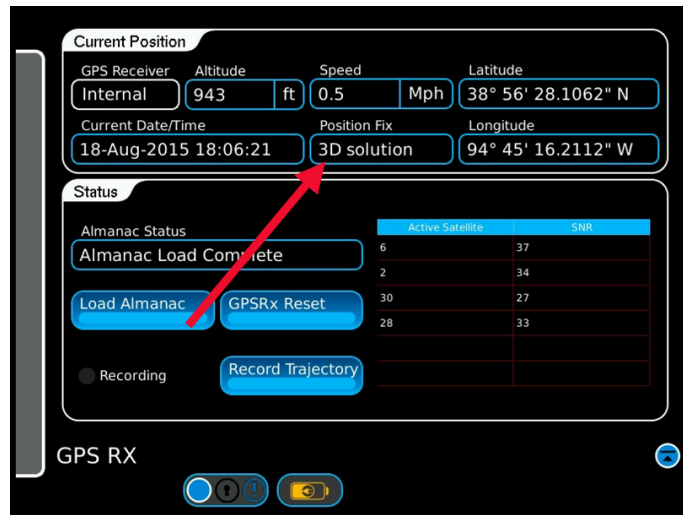 Current Position
GPS Receiver Altitude Speed Latitude
Internal 943 ft 0.5 Mph 38° 56' 28.1062" N
Current Date/Time Position Fix Longitude
18-Aug-2015 18:06:21 3D solution 94° 45' 16.2112" W
Status
Almanac Status
Almanac Load Complete
Load Almanac GPSRx Reset
Recording Record Trajectory
Active Satellite SNR
6 37
2 34
30 27
28 33
GPS RX